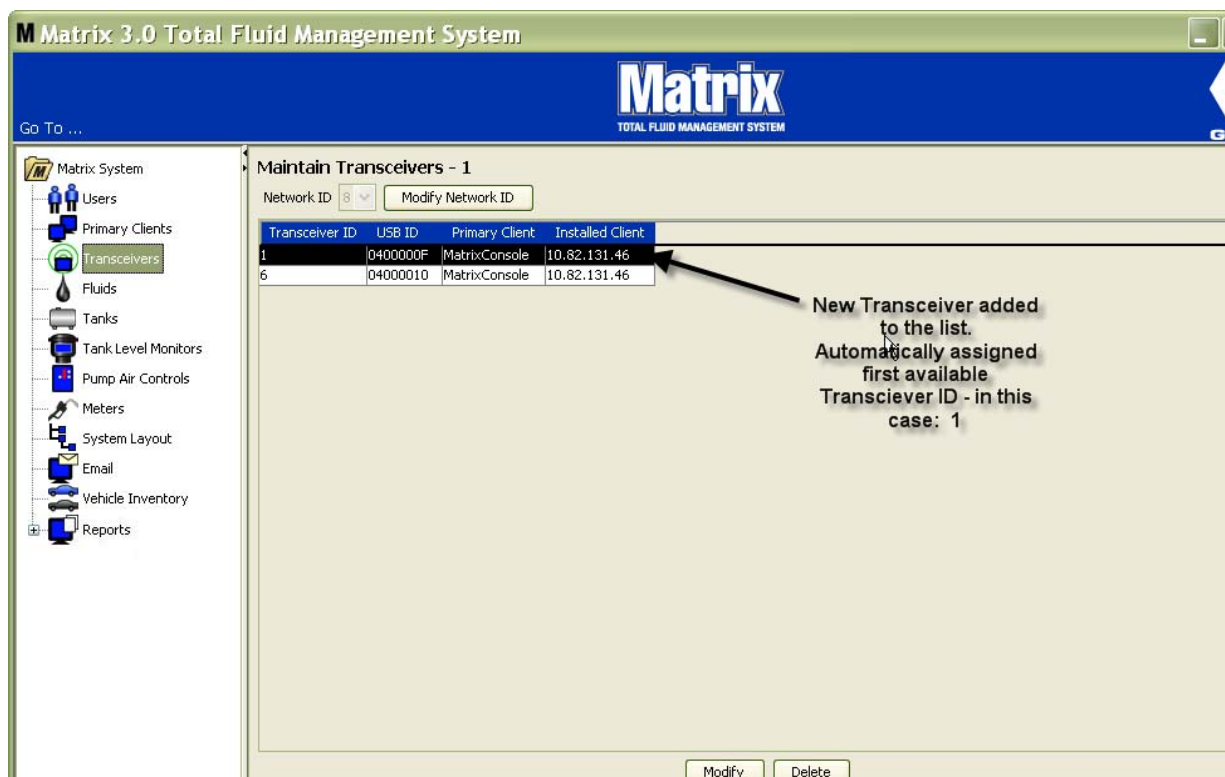 M Matrix 3.0 Total Fluid Management System
Matrix
TOTAL FLUID MANAGEMENT SYSTEM
Go To ...
G
Matrix System
Users
Primary Clients
Transceivers
Fluids
Tanks
Tank Level Monitors
Pump Air Controls
Meters
System Layout
Email
Vehicle Inventory
Reports
Maintain Transceivers - 1
Network ID 8 Modify Network ID
Transceiver ID USB ID Primary Client Installed Client
1 0400000F MatrixConsole 10.82.131.46
6 04000010 MatrixConsole 10.82.131.46
New Transceiver added
to the list.
Automatically assigned
first available
Transciever ID - in this
case: 1
Modify Delete